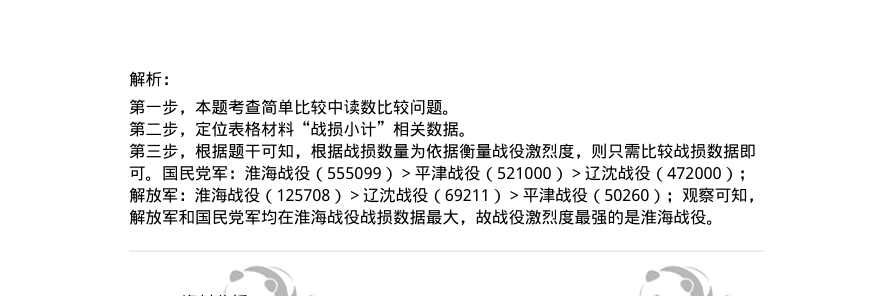 解析：
第一步，本题考查简单比较中读数比较问题。
第二步，定位表格材料“战损小计”相关数据。
第三步，根据题干可知，根据战损数量为依据衡量战役激烈度，则只需比较战损数据即
可。国民党军：淮海战役（555099）＞平津战役（521000）＞辽沈战役（472000）；
解放军：淮海战役（125708）＞辽沈战役（69211）＞平津战役（50260）；观察可知，
解放军和国民党军均在淮海战役战损数据最大，故战役激烈度最强的是淮海战役。